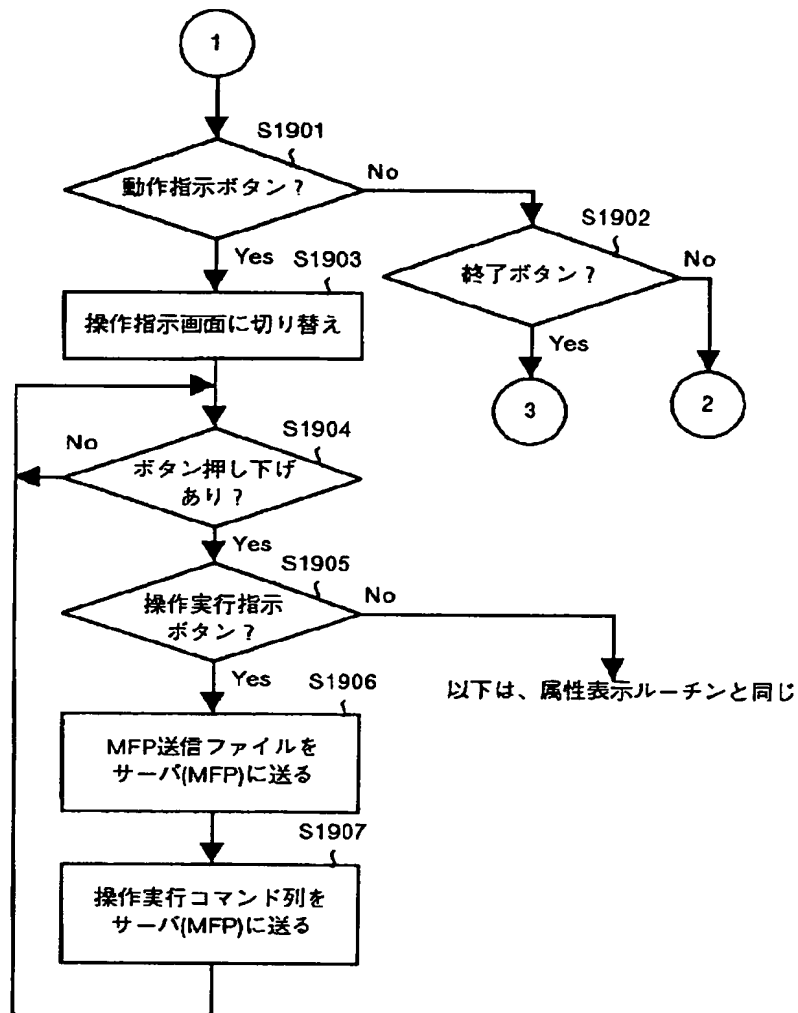 1
S1901
動作指示ボタン？
No
Yes
S1902
終了ボタン？
No
Yes
3
2
S1903
操作指示画面に切り替え
S1904
No
ボタン押し下げ
あり？
Yes
S1905
操作実行指示
ボタン？
No
以下は、属性表示ルーチンと同じ
Yes
S1906
MFP送信ファイルを
サーバ(MFP)に送る
S1907
操作実行コマンド列を
サーバ(MFP)に送る